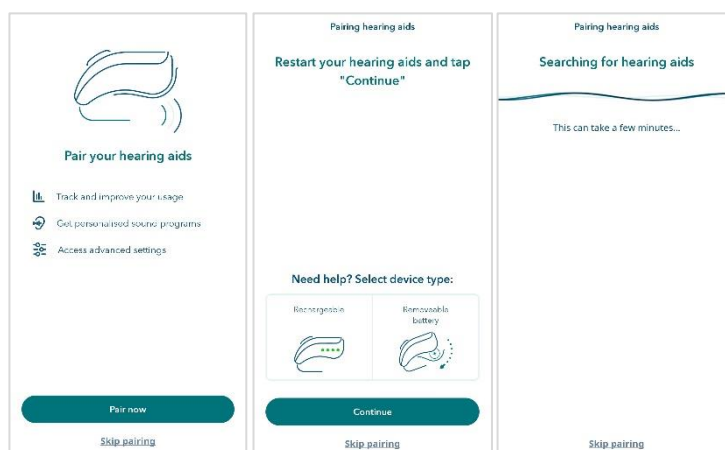 Pair your hearing aids
Track and improve your usage
Get personalised sound programs
Access advanced settings
Pair now
Skip pairing
Pairing hearing aids
Restart your hearing aids and tap
"Continue"
Need help? Select device type:
Rechargeable
Removeable
battery
Continue
Skip pairing
Pairing hearing aids
Searching for hearing aids
This can take a few minutes...
Skip pairing